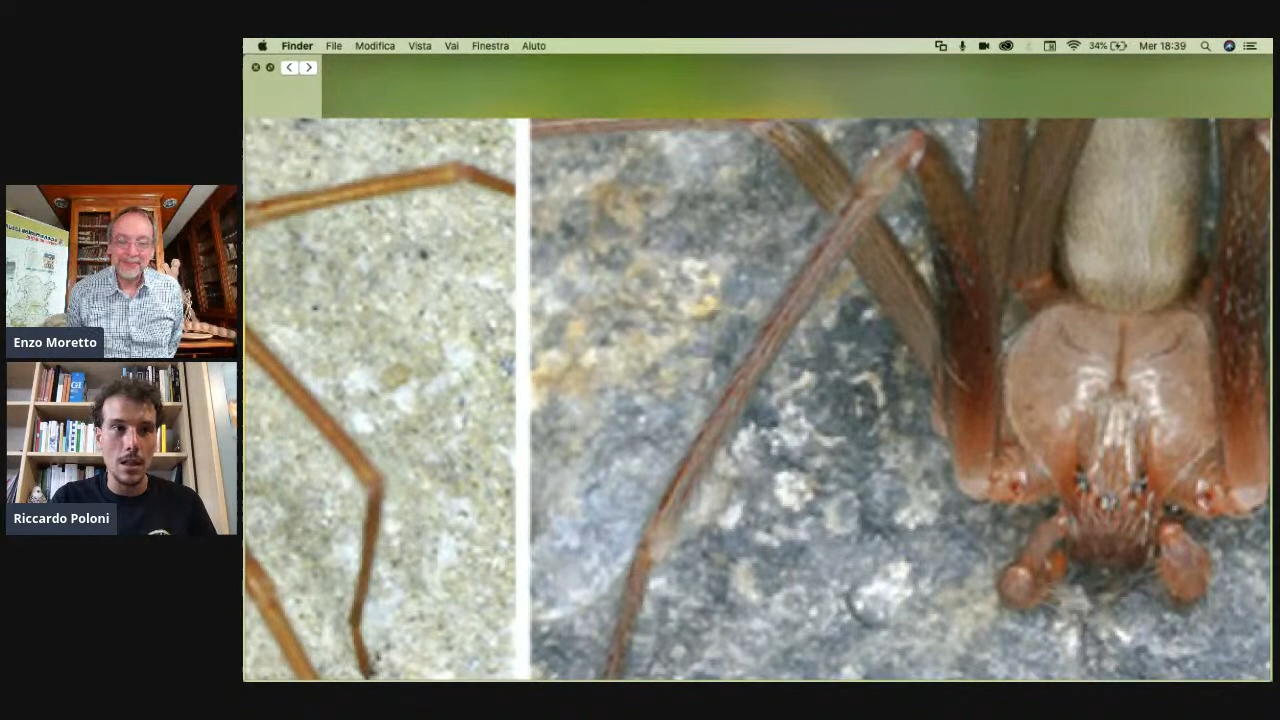 Finder File Modifica Vista Vai Finestra Aiuto 34% Mer 18:39
Enzo Moretto
Riccardo Poloni